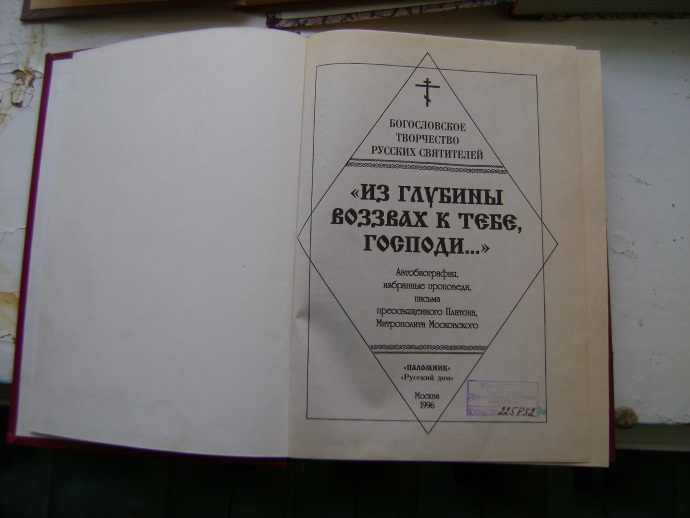 БОГОСЛОВСКОЕ
ТВОРЧЕСТВО
РУССКИХ СВЯТИТЕЛЕЙ
«ИЗ ГЛУБИНЫ
ВОЗЗВАХ К ТЕБЕ,
ГОСПОДИ...»
Автобиография,
избранные проповеди,
письма
преосвященного Платона,
Митрополита Московского
«ПАЛОМНИК»
«Русский дом»
Москва
1996
225852